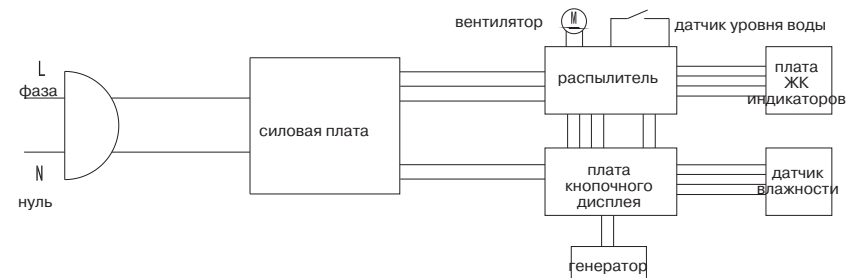 вентилятор
M
датчик уровня воды
L
фаза
силовая плата
распылитель
плата
ЖК
индикаторов
N
нуль
плата
кнопочного
дисплея
датчик
влажности
генератор